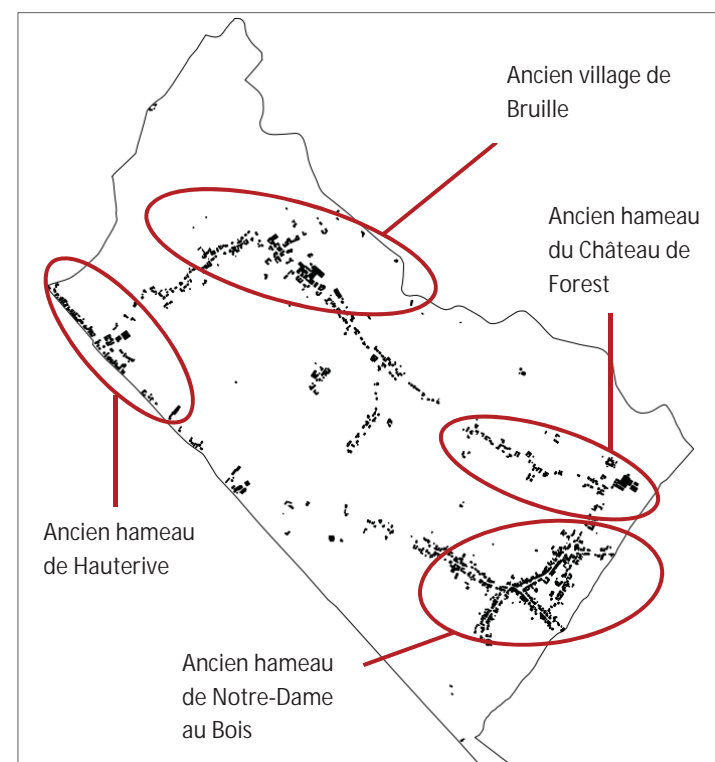 Ancien village de
Bruille
Ancien hameau
du Château de
Forest
Ancien hameau
de Hauterive
Ancien hameau
de Notre-Dame
au Bois